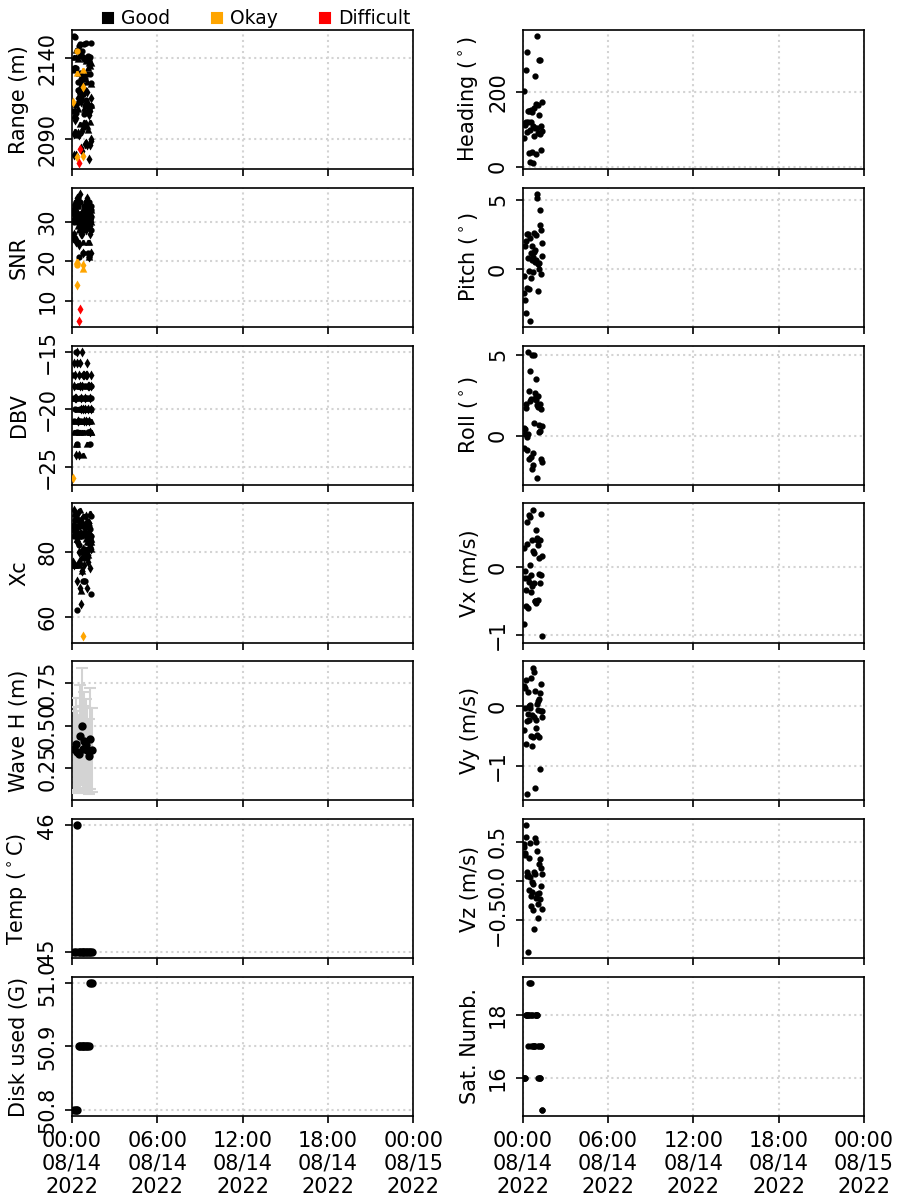 Good Okay Difficult
Range (m)
2140
2090
Heading (°)
200
0
SNR
30
20
10
Pitch (°)
5
0
DBV
−15
−20
−25
Roll (°)
5
0
Xc
80
60
Vx (m/s)
0
−1
Wave H (m)
0.75
0.50
0.25
Vy (m/s)
0
−1
Temp (°C)
46
45
Vz (m/s)
0.5
0.0
−0.5
Disk used (G)
51.0
50.9
50.8
Sat. Numb.
18
16
00:00 06:00 12:00 18:00 00:00
08/14 08/14 08/14 08/14 08/15
2022 2022 2022 2022 2022
00:00 06:00 12:00 18:00 00:00
08/14 08/14 08/14 08/14 08/15
2022 2022 2022 2022 2022